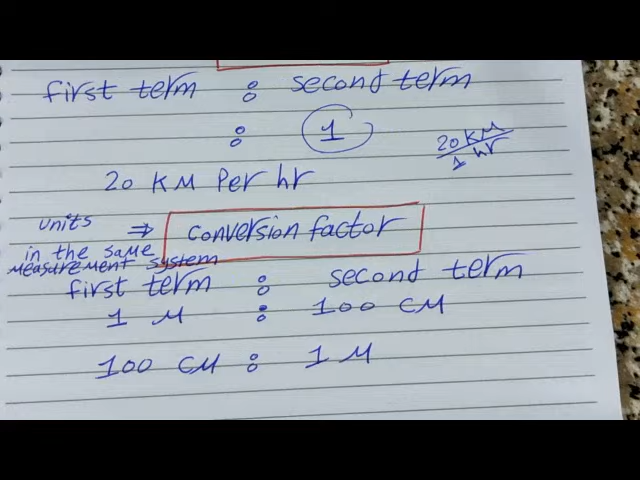 first term : second term
: 1
20 KM
1 hr
20 KM Per hr
units ⇒ conversion factor
in the same
measurement system
first term : second term
1 M : 100 CM
100 CM : 1 M